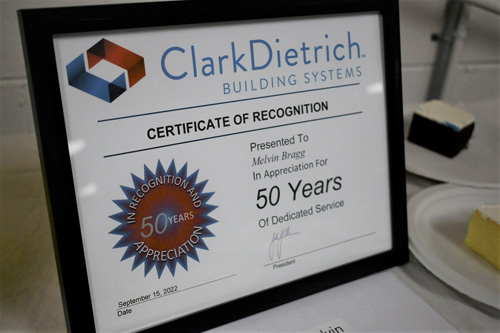 ClarkDietrich™
BUILDING SYSTEMS
CERTIFICATE OF RECOGNITION
Presented To
Melvin Bragg
In Appreciation For
50 Years
Of Dedicated Service
IN RECOGNITION AND
50 YEARS
APPRECIATION
President
September 15, 2022
Date